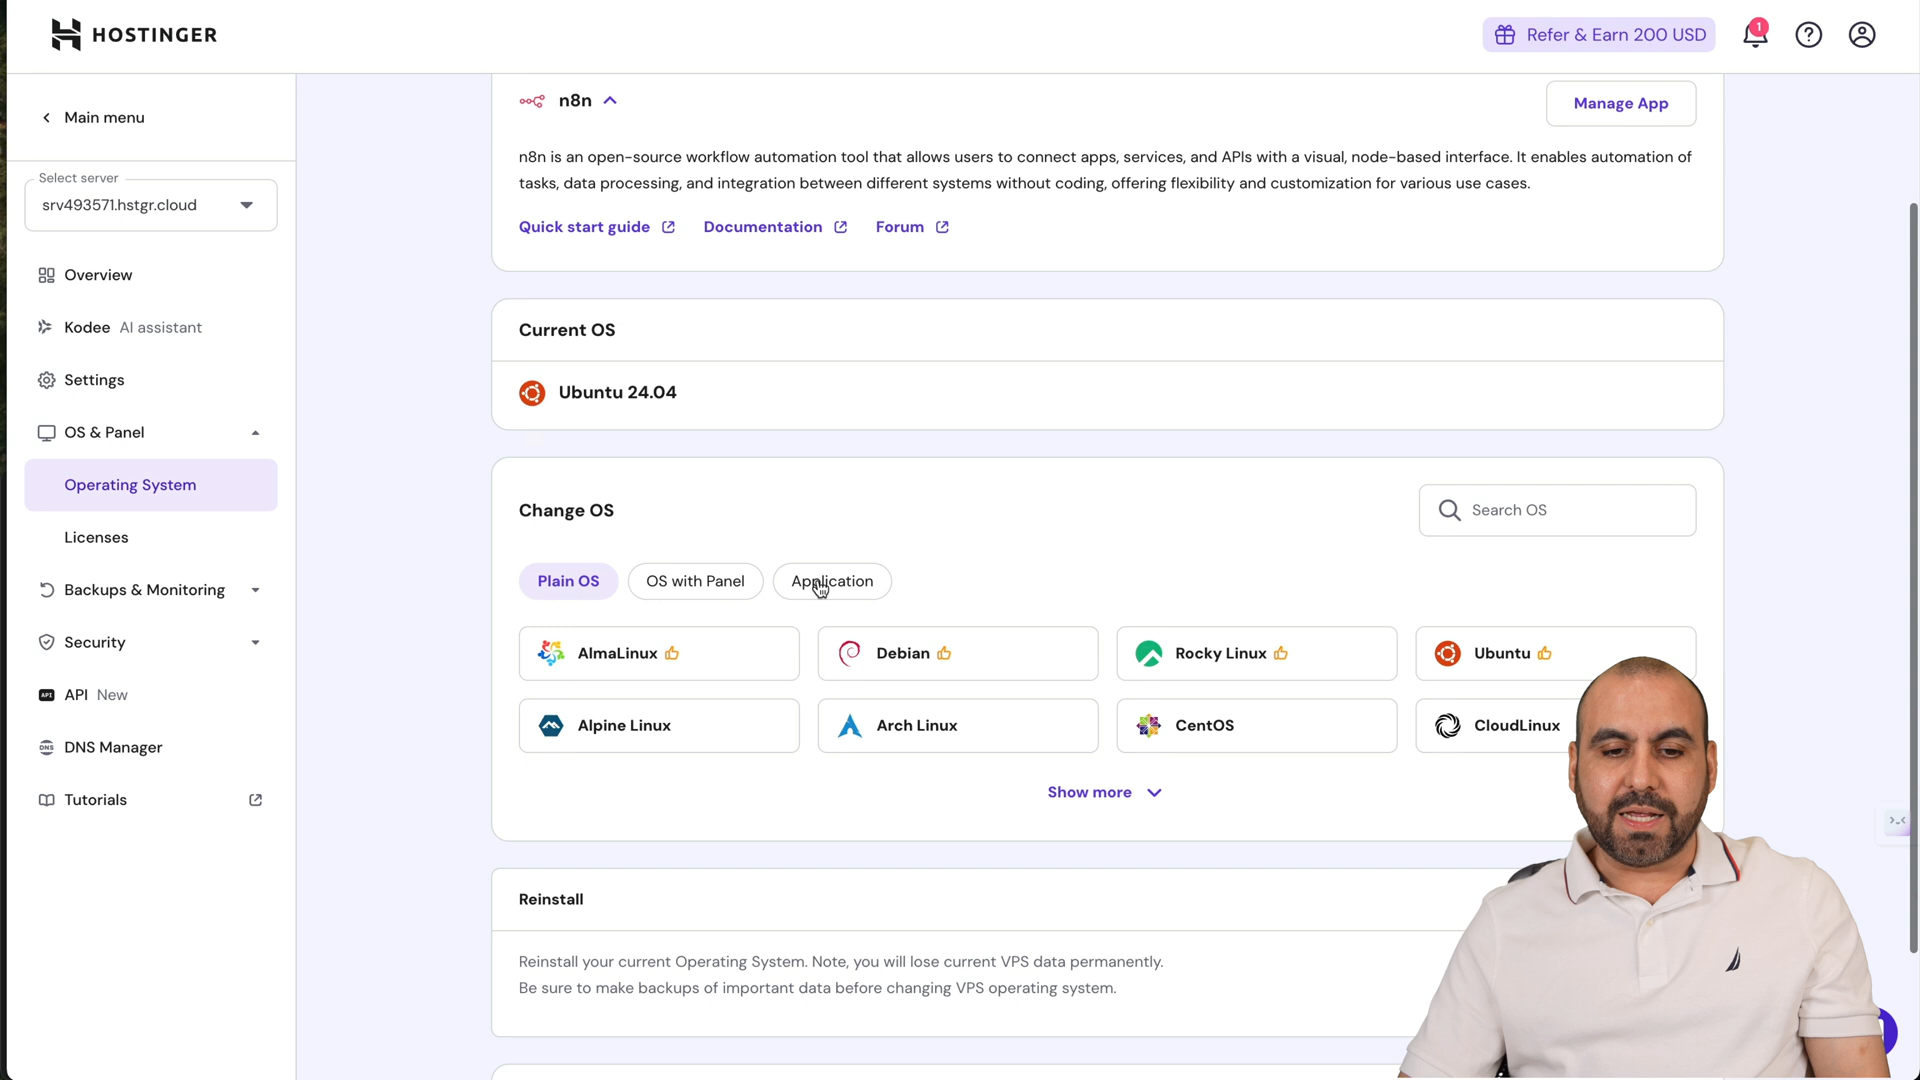 HOSTINGER
Refer & Earn 200 USD
1
Main menu
Select server
srv493571.hstgr.cloud
Overview
Kodee AI assistant
Settings
OS & Panel
Operating System
Licenses
Backups & Monitoring
Security
API
API New
DNS
DNS Manager
Tutorials
n8n
Manage App
n8n is an open-source workflow automation tool that allows users to connect apps, services, and APIs with a visual, node-based interface. It enables automation of
tasks, data processing, and integration between different systems without coding, offering flexibility and customization for various use cases.
Quick start guide
Documentation
Forum
Current OS
Ubuntu 24.04
Change OS
Search OS
Plain OS
OS with Panel
Application
AlmaLinux
Debian
Rocky Linux
Ubuntu
Alpine Linux
Arch Linux
CentOS
CloudLinux
Show more
Reinstall
Reinstall your current Operating System. Note, you will lose current VPS data permanently.
Be sure to make backups of important data before changing VPS operating system.